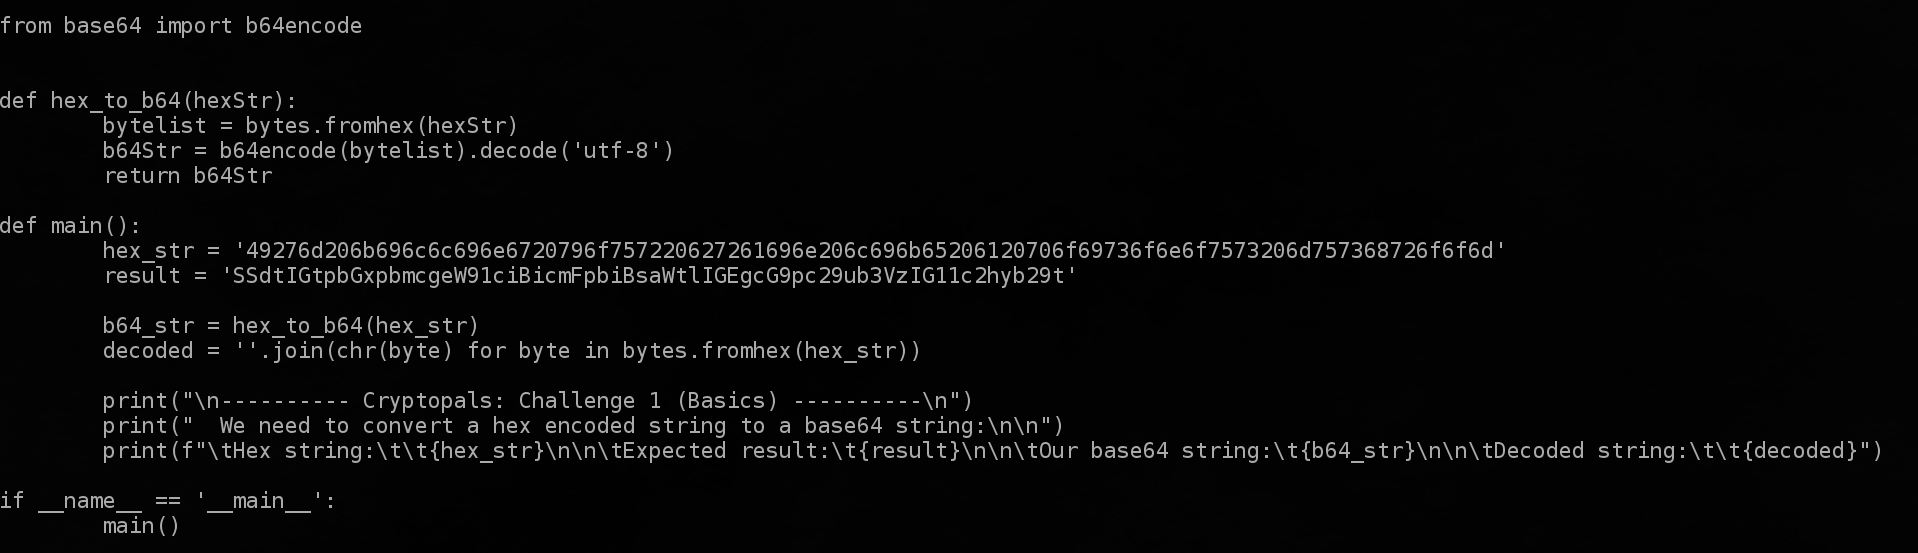 from base64 import b64encode
def hex_to_b64(hexStr):
        bytelist = bytes.fromhex(hexStr)
        b64Str = b64encode(bytelist).decode('utf-8')
        return b64Str
def main():
        hex_str = '49276d206b696c6c696e6720796f757220627261696e206c696b65206120706f69736f6e6f7573206d757368726f6f6d'
        result = 'SSdtIGtpbGxpbmcgeW91ciBicmFpbiBsaWtlIGEgcG9pc29ub3VzIG11c2hyb29t'
        b64_str = hex_to_b64(hex_str)
        decoded = ''.join(chr(byte) for byte in bytes.fromhex(hex_str))
        print("\n---------- Cryptopals: Challenge 1 (Basics) ----------\n")
        print("  We need to convert a hex encoded string to a base64 string:\n\n")
        print(f"\tHex string:\t\t{hex_str}\n\n\tExpected result:\t{result}\n\n\tOur base64 string:\t{b64_str}\n\n\tDecoded string:\t\t{decoded}")
if __name__ == '__main__':
        main()